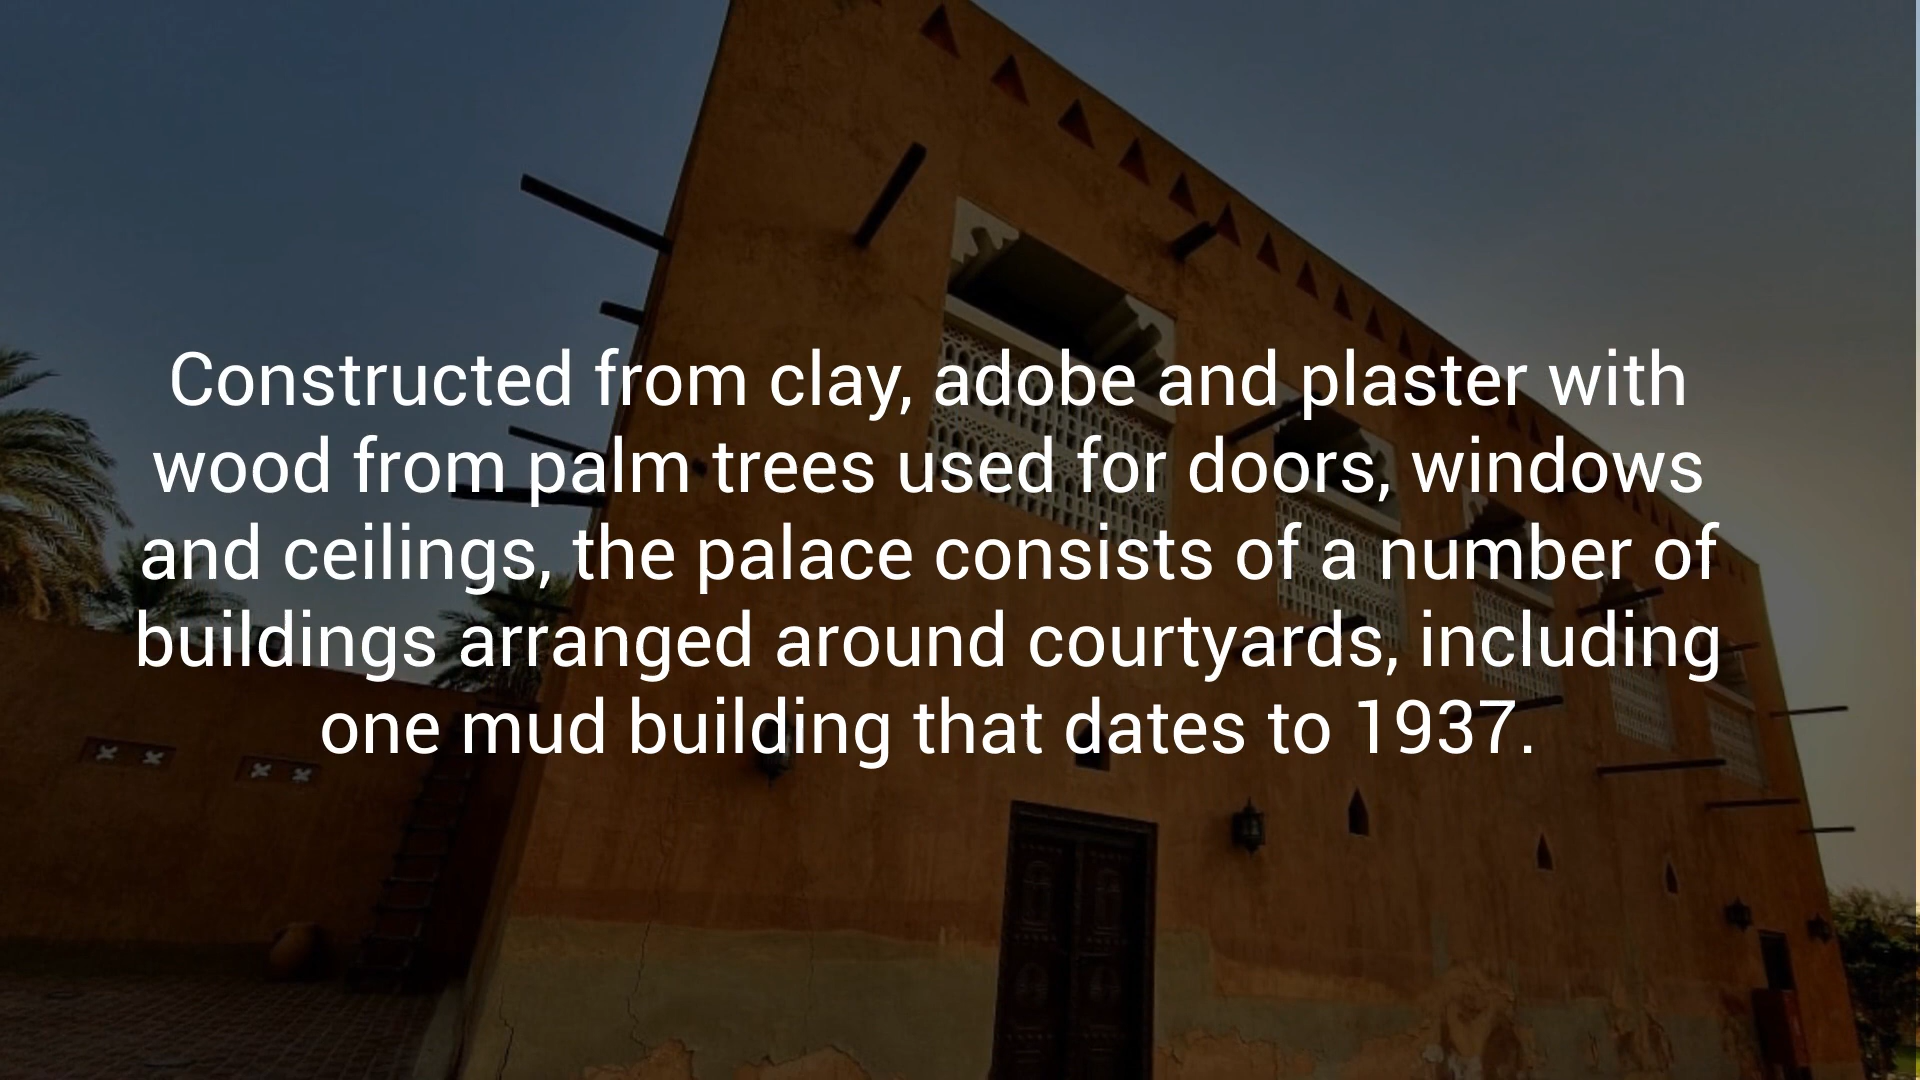 Constructed from clay, adobe and plaster with
wood from palm trees used for doors, windows
and ceilings, the palace consists of a number of
buildings arranged around courtyards, including
one mud building that dates to 1937.